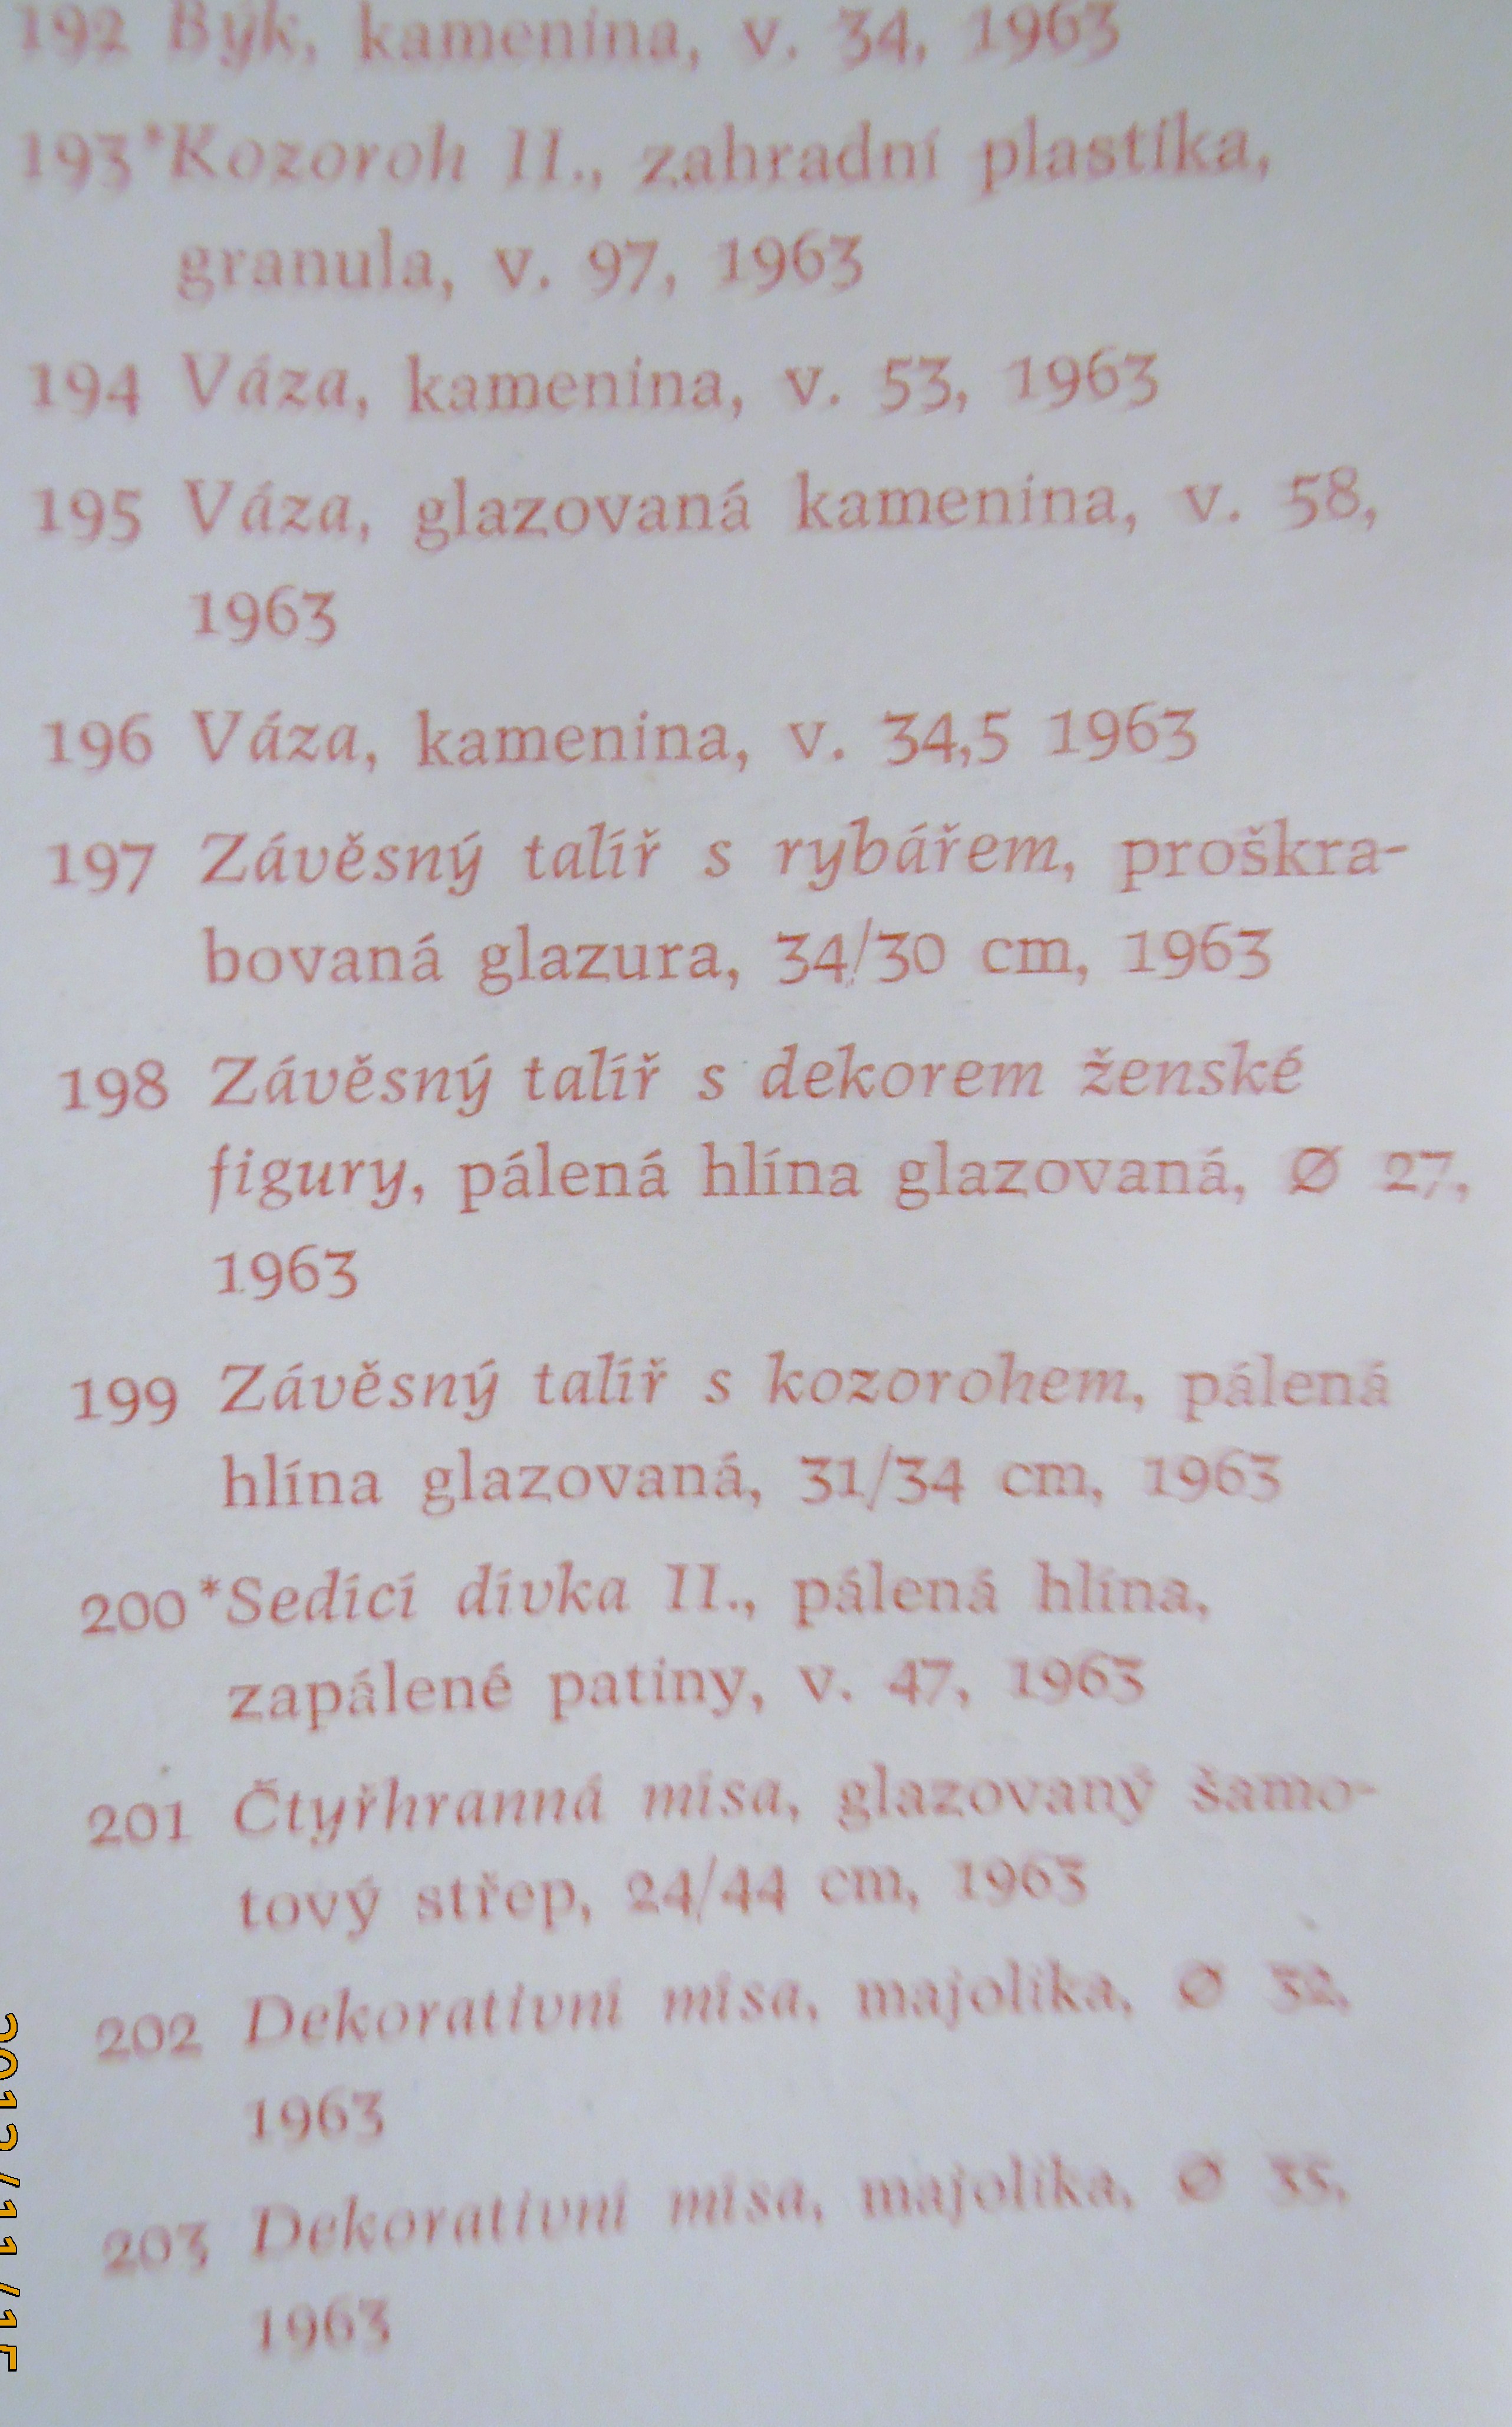 192 Býk, kamenina, v. 34, 1963
193*Kozoroh II., zahradní plastika,
granula, v. 97, 1963
194 Váza, kamenina, v. 53, 1963
195 Váza, glazovaná kamenina, v. 58,
1963
196 Váza, kamenina, v. 34,5 1963
197 Závěsný talíř s rybářem, proškra-
bovaná glazura, 34/30 cm, 1963
198 Závěsný talíř s dekorem ženské
figury, pálená hlína glazovaná, Ø 27,
1963
199 Závěsný talíř s kozorohem, pálená
hlína glazovaná, 31/34 cm, 1963
200*Sedící dívka II., pálená hlína,
zapálené patiny, v. 47, 1963
201 Čtyřhranná mísa, glazovaný šamo-
tový střep, 24/44 cm, 1963
202 Dekorativní mísa, majolika, Ø 32,
1963
203 Dekorativní mísa, majolika, Ø 35,
1963
2013/11/15